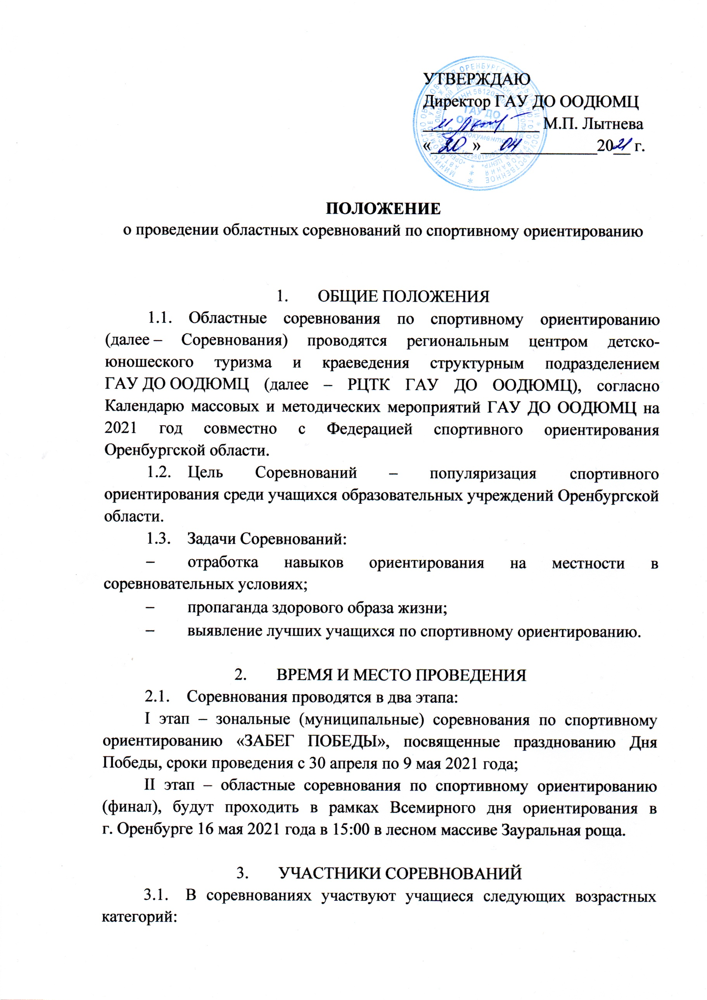 УТВЕРЖДАЮ
Директор ГАУ ДО ООДЮМЦ
М.П. Лытнева
«20» 04 2021 г.
ГАУ ДО
ООДЮМЦ
Для документов
ПОЛОЖЕНИЕ
о проведении областных соревнований по спортивному ориентированию
1. ОБЩИЕ ПОЛОЖЕНИЯ
1.1. Областные соревнования по спортивному ориентированию
(далее – Соревнования) проводятся региональным центром детско-
юношеского туризма и краеведения структурным подразделением
ГАУ ДО ООДЮМЦ (далее – РЦТК ГАУ ДО ООДЮМЦ), согласно
Календарю массовых и методических мероприятий ГАУ ДО ООДЮМЦ на
2021 год совместно с Федерацией спортивного ориентирования
Оренбургской области.
1.2. Цель Соревнований – популяризация спортивного
ориентирования среди учащихся образовательных учреждений Оренбургской
области.
1.3. Задачи Соревнований:
– отработка навыков ориентирования на местности в
соревновательных условиях;
– пропаганда здорового образа жизни;
– выявление лучших учащихся по спортивному ориентированию.
2. ВРЕМЯ И МЕСТО ПРОВЕДЕНИЯ
2.1. Соревнования проводятся в два этапа:
I этап – зональные (муниципальные) соревнования по спортивному
ориентированию «ЗАБЕГ ПОБЕДЫ», посвященные празднованию Дня
Победы, сроки проведения с 30 апреля по 9 мая 2021 года;
II этап – областные соревнования по спортивному ориентированию
(финал), будут проходить в рамках Всемирного дня ориентирования в
г. Оренбурге 16 мая 2021 года в 15:00 в лесном массиве Зауральная роща.
3. УЧАСТНИКИ СОРЕВНОВАНИЙ
3.1. В соревнованиях участвуют учащиеся следующих возрастных
категорий: